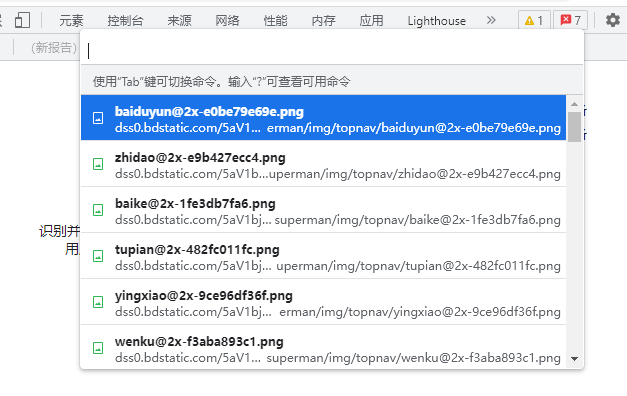 元素 控制台 来源 网络 性能 内存 应用 Lighthouse » 1 7
(新报告)
使用“Tab”键可切换命令。输入“?”可查看可用命令
baiduyun@2x-e0be79e69e.png
dss0.bdstatic.com/5aV1... erman/img/topnav/baiduyun@2x-e0be79e69e.png
zhidao@2x-e9b427ecc4.png
dss0.bdstatic.com/5aV1b... uperman/img/topnav/zhidao@2x-e9b427ecc4.png
baike@2x-1fe3db7fa6.png
dss0.bdstatic.com/5aV1bj... superman/img/topnav/baike@2x-1fe3db7fa6.png
识别并
用
tupian@2x-482fc011fc.png
dss0.bdstatic.com/5aV1bj... uperman/img/topnav/tupian@2x-482fc011fc.png
yingxiao@2x-9ce96df36f.png
dss0.bdstatic.com/5aV1bj... erman/img/topnav/yingxiao@2x-9ce96df36f.png
wenku@2x-f3aba893c1.png
dss0.bdstatic.com/5aV1bj... superman/img/topnav/wenku@2x-f3aba893c1.png